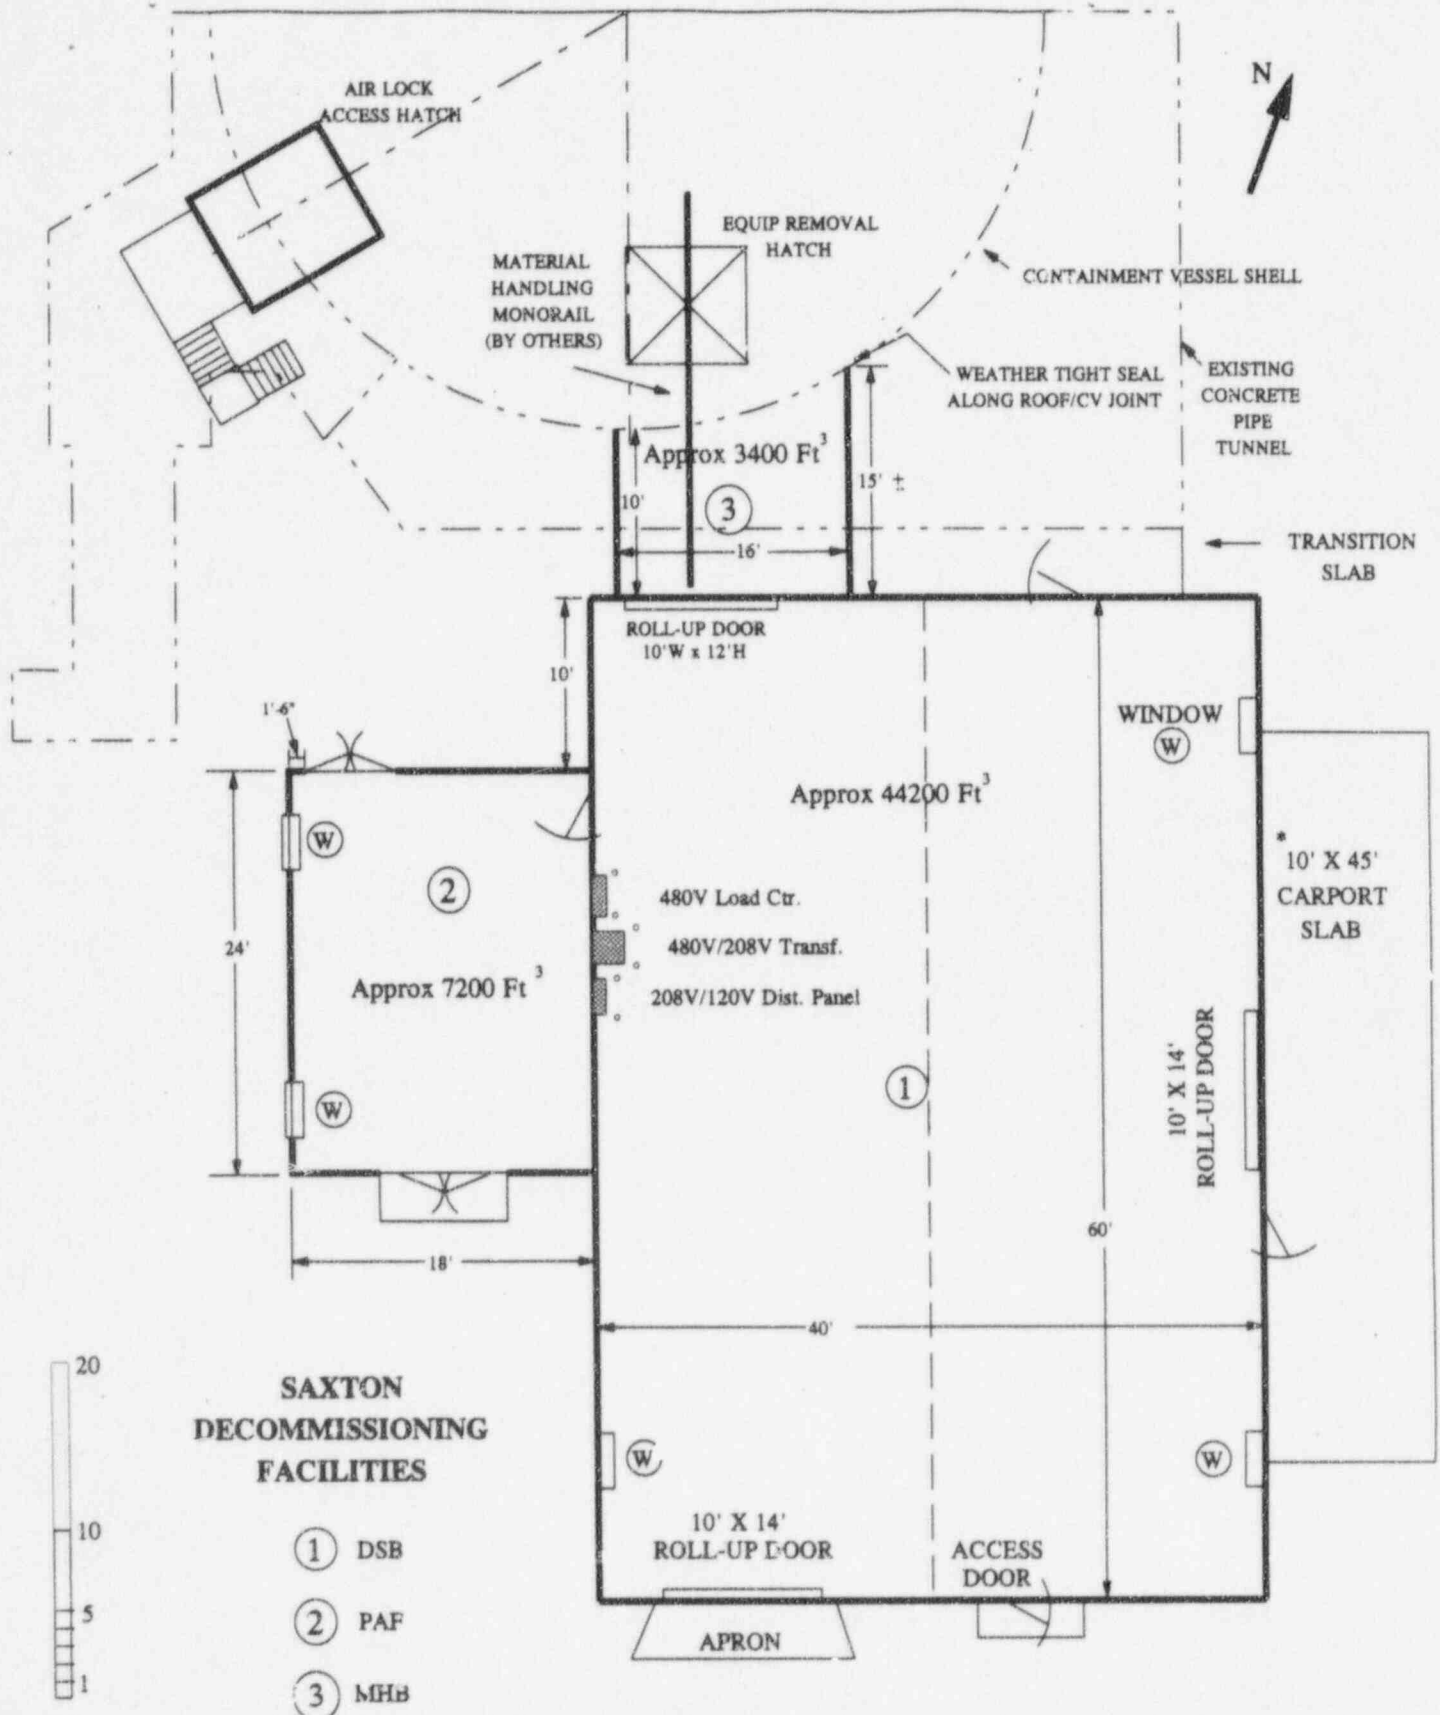 N
AIR LOCK
ACCESS HATCH
EQUIP REMOVAL
HATCH
MATERIAL
HANDLING
MONORAIL
(BY OTHERS)
CONTAINMENT VESSEL SHELL
WEATHER TIGHT SEAL
ALONG ROOF/CV JOINT
EXISTING
CONCRETE
PIPE
TUNNEL
Approx 3400 Ft³
10'
3
15' ±
16'
TRANSITION
SLAB
ROLL-UP DOOR
10'W x 12'H
10'
1'-6"
WINDOW
W
Approx 44200 Ft³
W
*
10' X 45'
CARPORT
SLAB
2
480V Load Ctr.
24'
480V/208V Transf.
Approx 7200 Ft³
208V/120V Dist. Panel
1
10' X 14'
ROLL-UP DOOR
W
60'
18'
40'
20
10
5
1
SAXTON
DECOMMISSIONING
FACILITIES
W
W
10' X 14'
ROLL-UP DOOR
ACCESS
DOOR
1 DSB
2 PAF
APRON
3 MHB